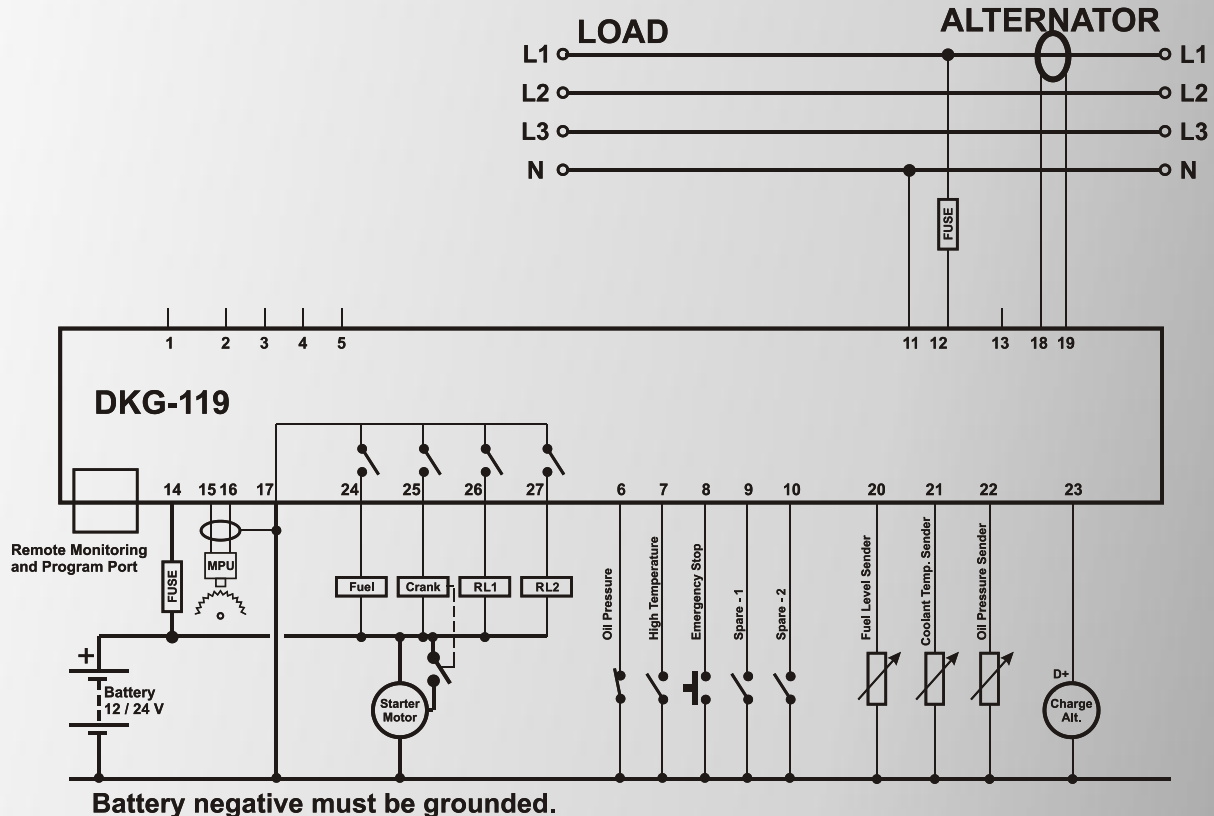 LOAD
ALTERNATOR
L1
L1
L2
L2
L3
L3
N
N
FUSE
1 2 3 4 5 11 12 13 18 19
DKG-119
14 15 16 17 24 25 26 27 6 7 8 9 10 20 21 22 23
Remote Monitoring
and Program Port
FUSE
MPU
Fuel
Crank
RL1
RL2
Oil Pressure
High Temperature
Emergency Stop
Spare - 1
Spare - 2
Fuel Level Sender
Coolant Temp. Sender
Oil Pressure Sender
+
Battery
12 / 24 V
Starter
Motor
D+
Charge
Alt.
Battery negative must be grounded.